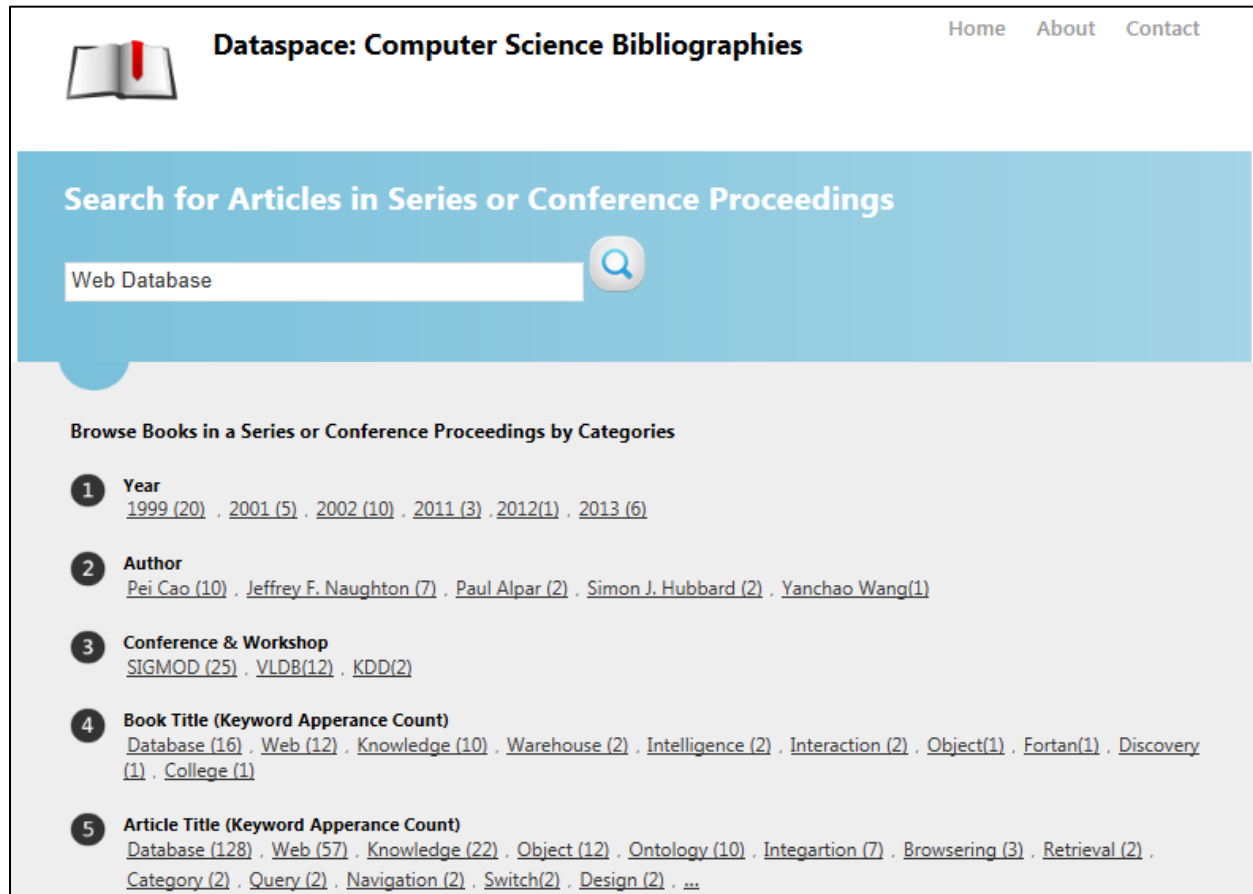 Dataspace: Computer Science Bibliographies
Home About Contact
Search for Articles in Series or Conference Proceedings
Web Database
Browse Books in a Series or Conference Proceedings by Categories
1 Year
1999 (20) , 2001 (5) , 2002 (10) , 2011 (3) ,2012(1) , 2013 (6)
2 Author
Pei Cao (10) , Jeffrey F. Naughton (7) , Paul Alpar (2) , Simon J. Hubbard (2) , Yanchao Wang(1)
3 Conference & Workshop
SIGMOD (25) , VLDB(12) , KDD(2)
4 Book Title (Keyword Apperance Count)
Database (16) , Web (12) , Knowledge (10) , Warehouse (2) , Intelligence (2) , Interaction (2) , Object(1) , Fortan(1) , Discovery
(1) , College (1)
5 Article Title (Keyword Apperance Count)
Database (128) , Web (57) , Knowledge (22) , Object (12) , Ontology (10) , Integartion (7) , Browsering (3) , Retrieval (2) ,
Category (2) , Query (2) , Navigation (2) , Switch(2) , Design (2) , ...